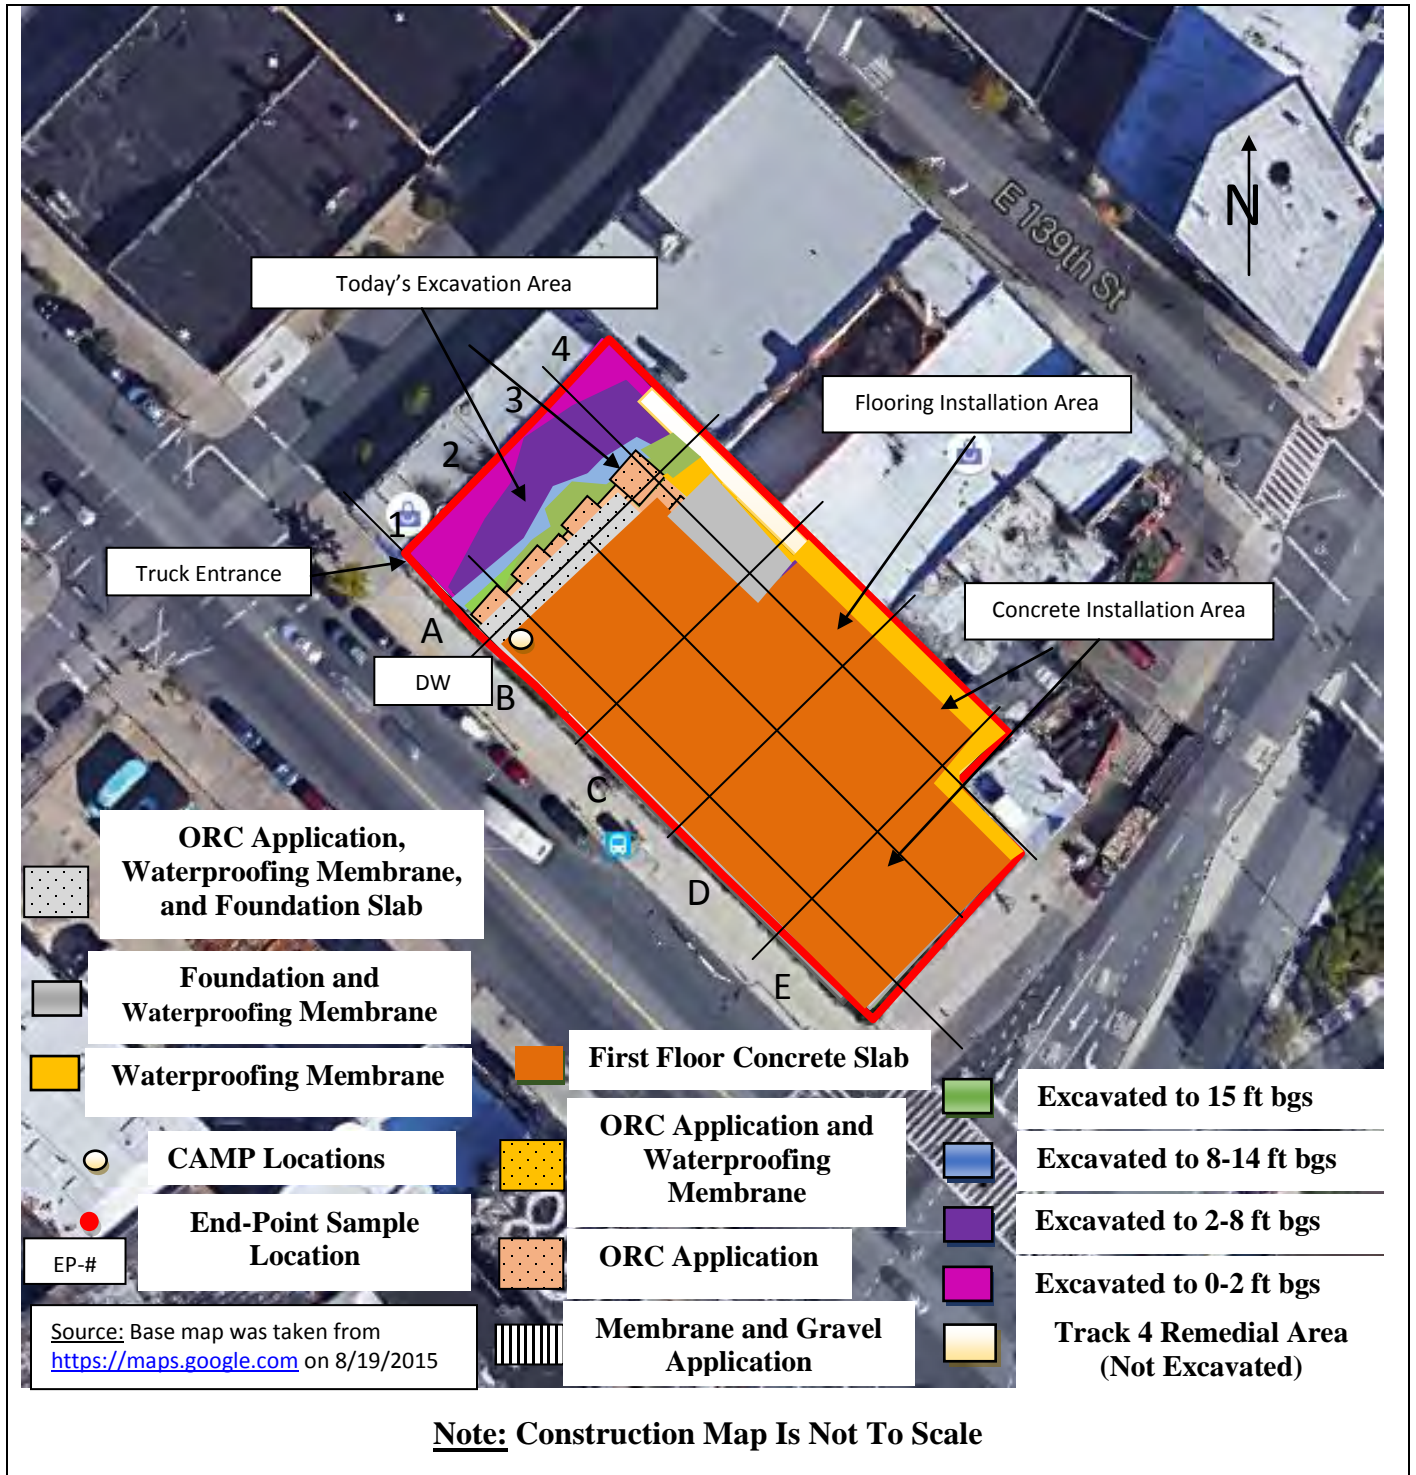 E 139th St
N
Today's Excavation Area
4
3
2
1
Flooring Installation Area
Truck Entrance
Concrete Installation Area
A
DW
B
C
D
E
ORC Application,
Waterproofing Membrane,
and Foundation Slab
Foundation and
Waterproofing Membrane
Waterproofing Membrane
CAMP Locations
End-Point Sample
Location
EP-#
Source: Base map was taken from
https://maps.google.com on 8/19/2015
First Floor Concrete Slab
ORC Application and
Waterproofing
Membrane
ORC Application
Membrane and Gravel
Application
Excavated to 15 ft bgs
Excavated to 8-14 ft bgs
Excavated to 2-8 ft bgs
Excavated to 0-2 ft bgs
Track 4 Remedial Area
(Not Excavated)
Note: Construction Map Is Not To Scale